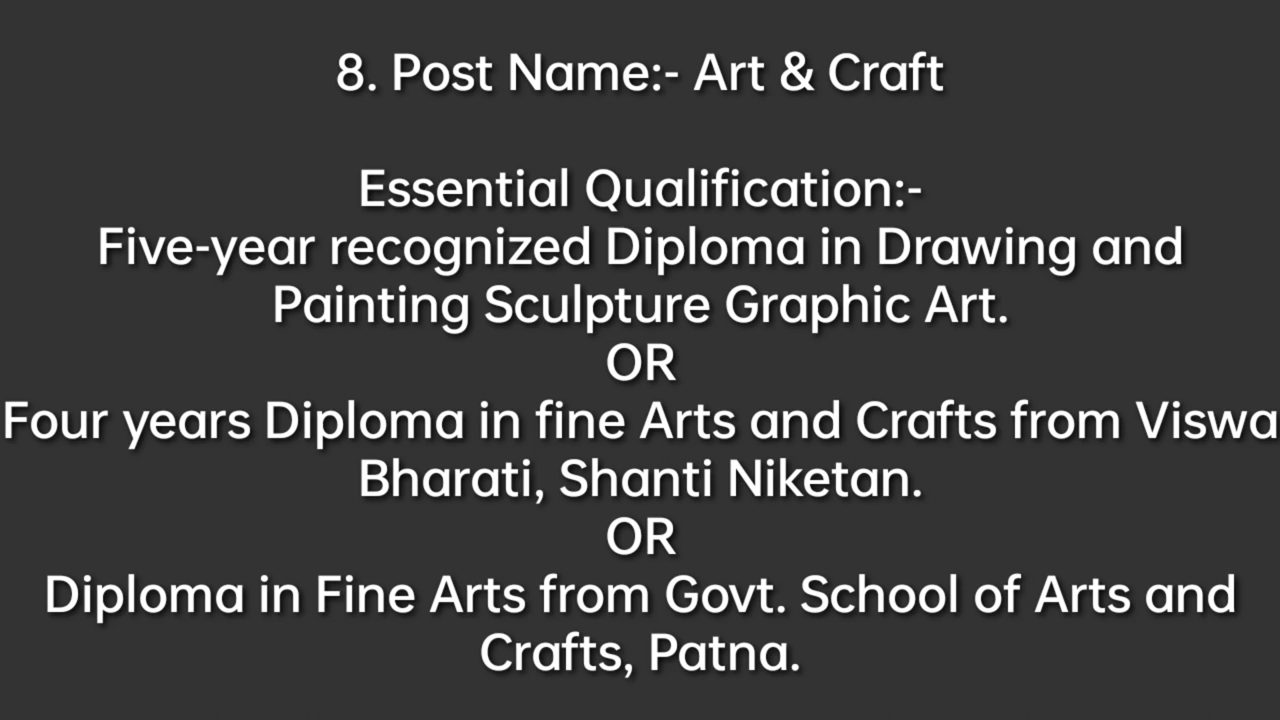 8. Post Name:- Art & Craft
Essential Qualification:-
Five-year recognized Diploma in Drawing and
Painting Sculpture Graphic Art.
OR
Four years Diploma in fine Arts and Crafts from Viswa
Bharati, Shanti Niketan.
OR
Diploma in Fine Arts from Govt. School of Arts and
Crafts, Patna.